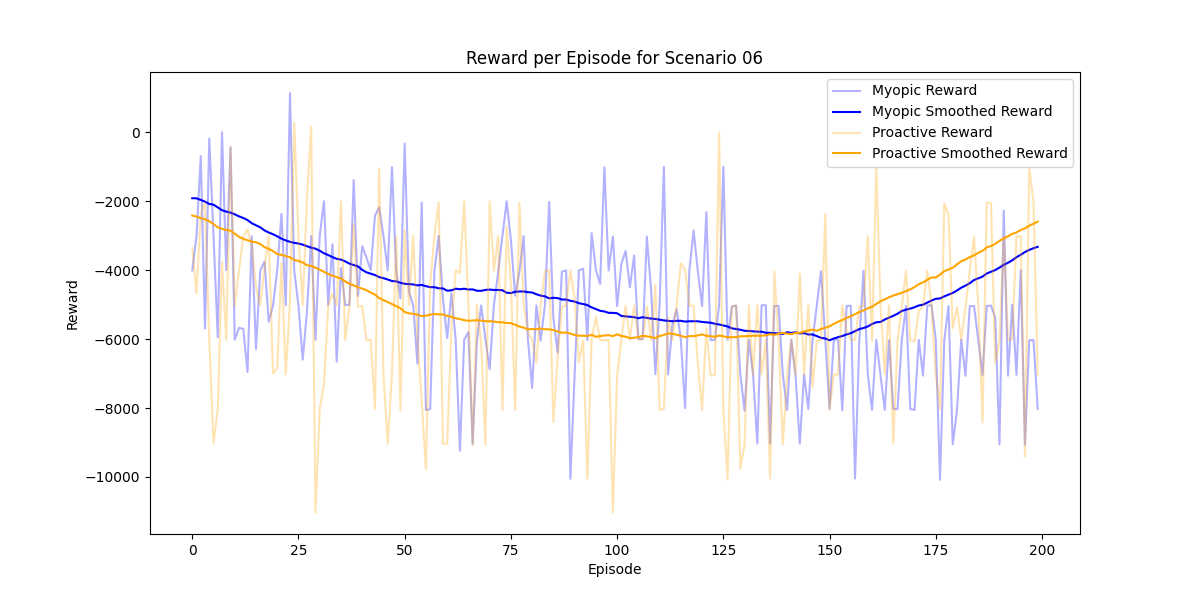 Reward per Episode for Scenario 06
Myopic Reward
Myopic Smoothed Reward
Proactive Reward
Proactive Smoothed Reward
Reward
0
−2000
−4000
−6000
−8000
−10000
0 25 50 75 100 125 150 175 200
Episode